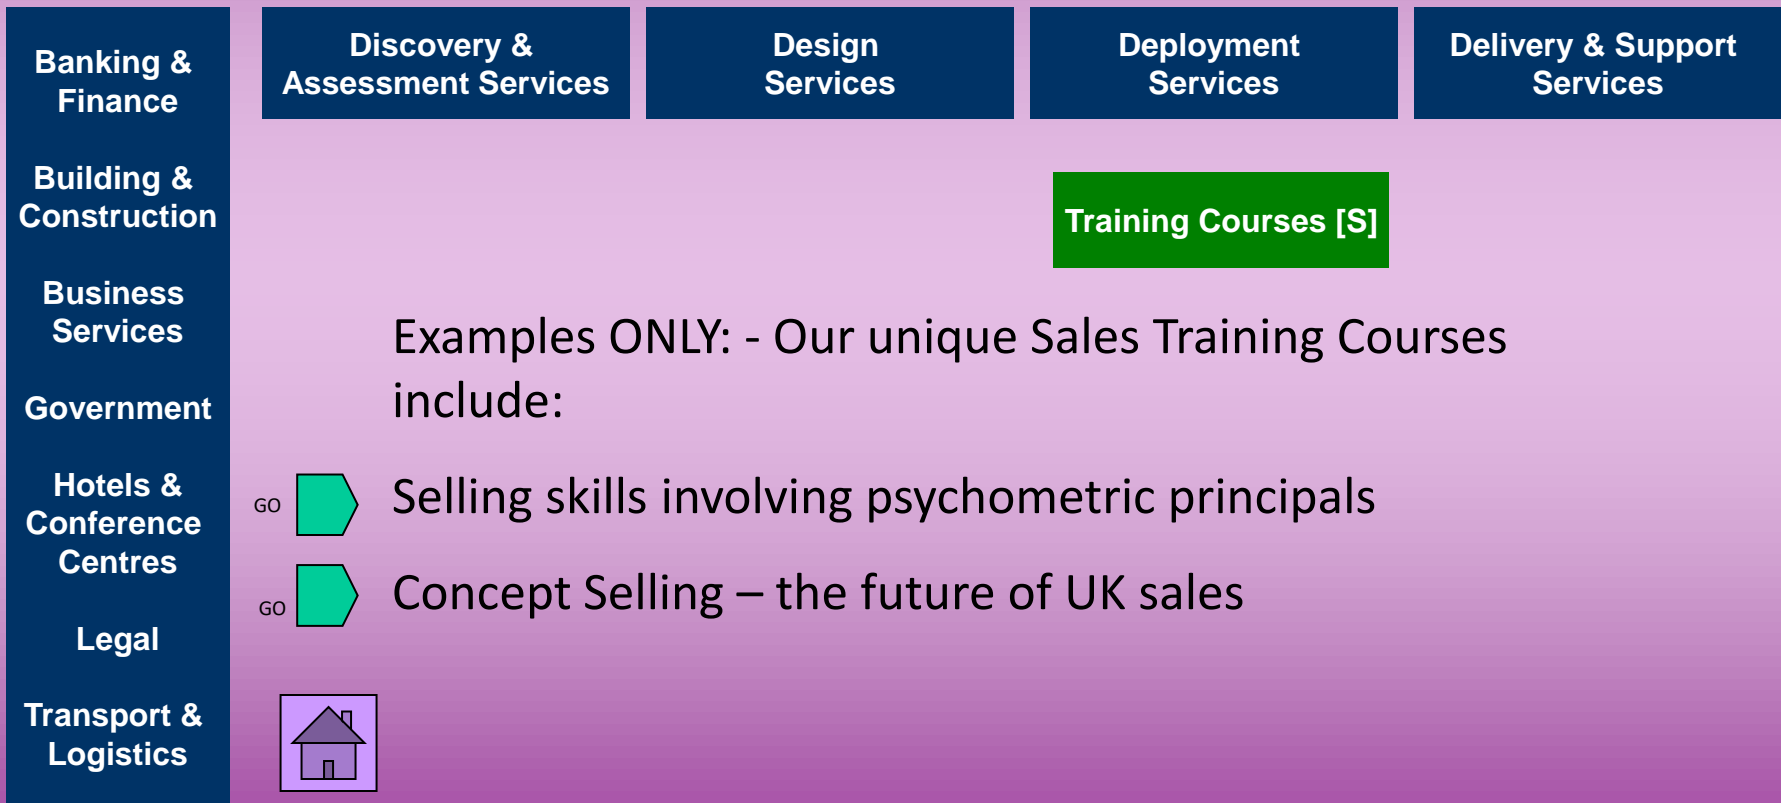 Banking &
Finance
Building &
Construction
Business
Services
Government
Hotels &
Conference
Centres
Legal
Transport &
Logistics
Discovery &
Assessment Services
Design
Services
Deployment
Services
Delivery & Support
Services
Training Courses [S]
Examples ONLY: - Our unique Sales Training Courses
include:
GO
Selling skills involving psychometric principals
GO
Concept Selling – the future of UK sales